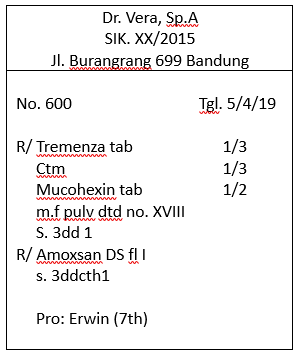 Dr. Vera, Sp.A
SIK. XX/2015
Jl. Burangrang 699 Bandung
No. 600 Tgl. 5/4/19
R/ Tremenza tab 1/3
Ctm 1/3
Mucohexin tab 1/2
m.f pulv dtd no. XVIII
S. 3dd 1
R/ Amoxsan DS fl I
s. 3ddcth1
Pro: Erwin (7th)